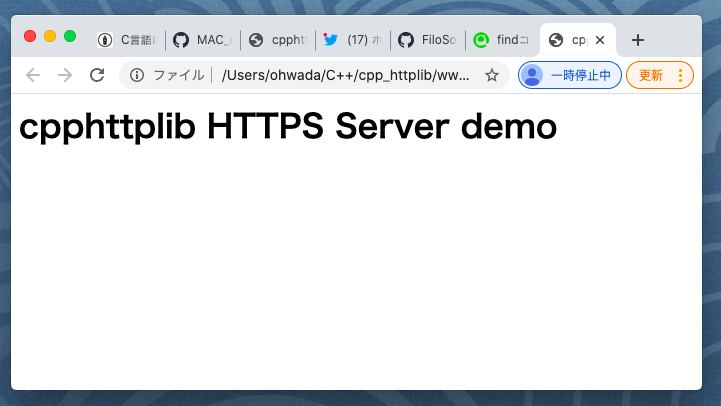 C言語 MAC_ cpphtt (17) ホ FiloSo findコ cp
ファイル /Users/ohwada/C++/cpp_httplib/ww... 一時停止中 更新
cpphttplib HTTPS Server demo